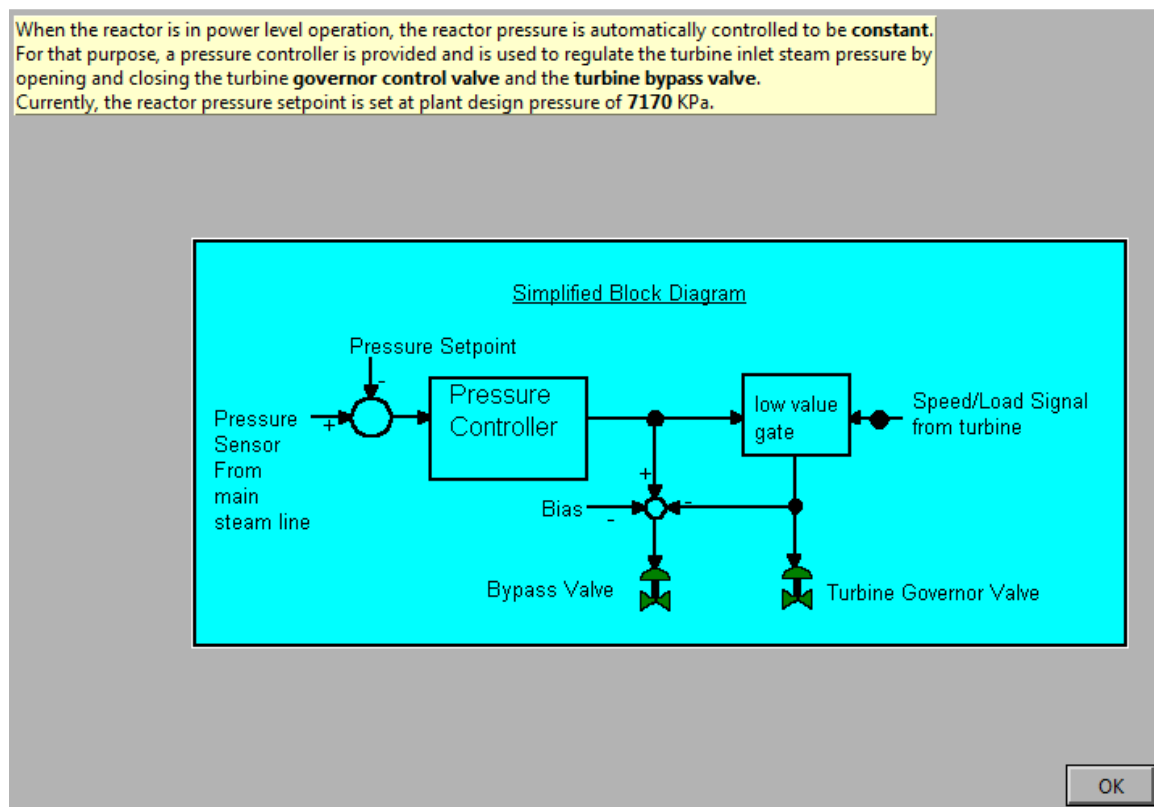 When the reactor is in power level operation, the reactor pressure is automatically controlled to be constant.
For that purpose, a pressure controller is provided and is used to regulate the turbine inlet steam pressure by
opening and closing the turbine governor control valve and the turbine bypass valve.
Currently, the reactor pressure setpoint is set at plant design pressure of 7170 KPa.
Simplified Block Diagram
Pressure Setpoint
-
Pressure
Sensor
From
main
steam line
+
Pressure
Controller
low value
gate
Speed/Load Signal
from turbine
+
-
Bias
-
Bypass Valve
Turbine Governor Valve
OK